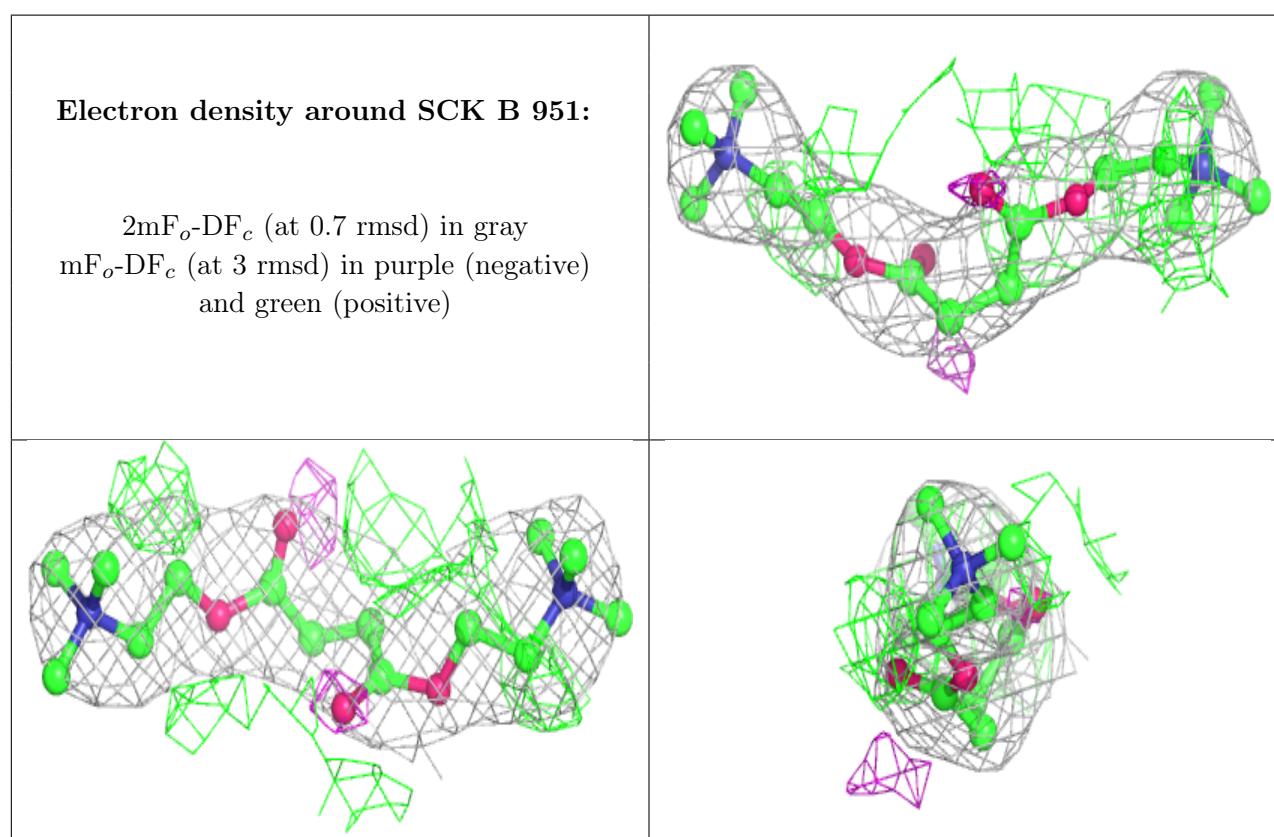 Electron density around SCK B 951:
2mFo-DFc (at 0.7 rmsd) in gray
mFo-DFc (at 3 rmsd) in purple (negative)
and green (positive)